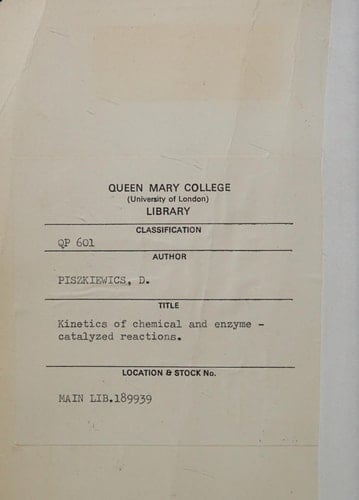 QUEEN MARY COLLEGE
(University of London)
LIBRARY
CLASSIFICATION
QP 601
AUTHOR
PISZKIEWICS, D.
TITLE
Kinetics of chemical and enzyme -
catalyzed reactions.
LOCATION & STOCK No.
MAIN LIB.189939